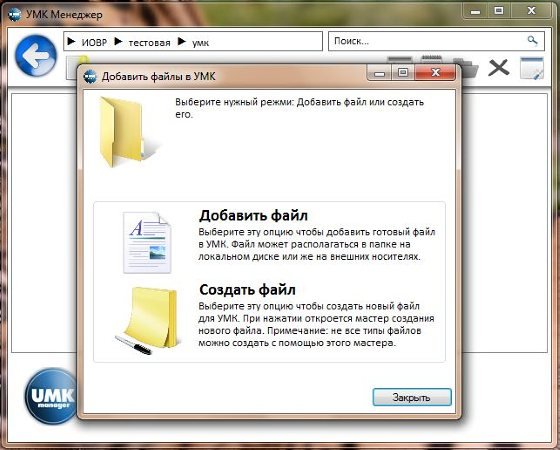 УМК Менеджер
ИОВР тестовая умк
Поиск...
Добавить файлы в УМК
Выберите нужный режми: Добавить файл или создать
его.
Добавить файл
Выберите эту опцию чтобы добавить готовый файл
в УМК. Файл может располагаться в папке на
локальном диске или же на внешних носителях.
Создать файл
Выберите эту опцию чтобы создать новый файл
для УМК. При нажатии откроется мастер создания
нового файла. Примечание: не все типы файлов
можно создать с помощью этого мастера.
UMK
manager
Закрыть